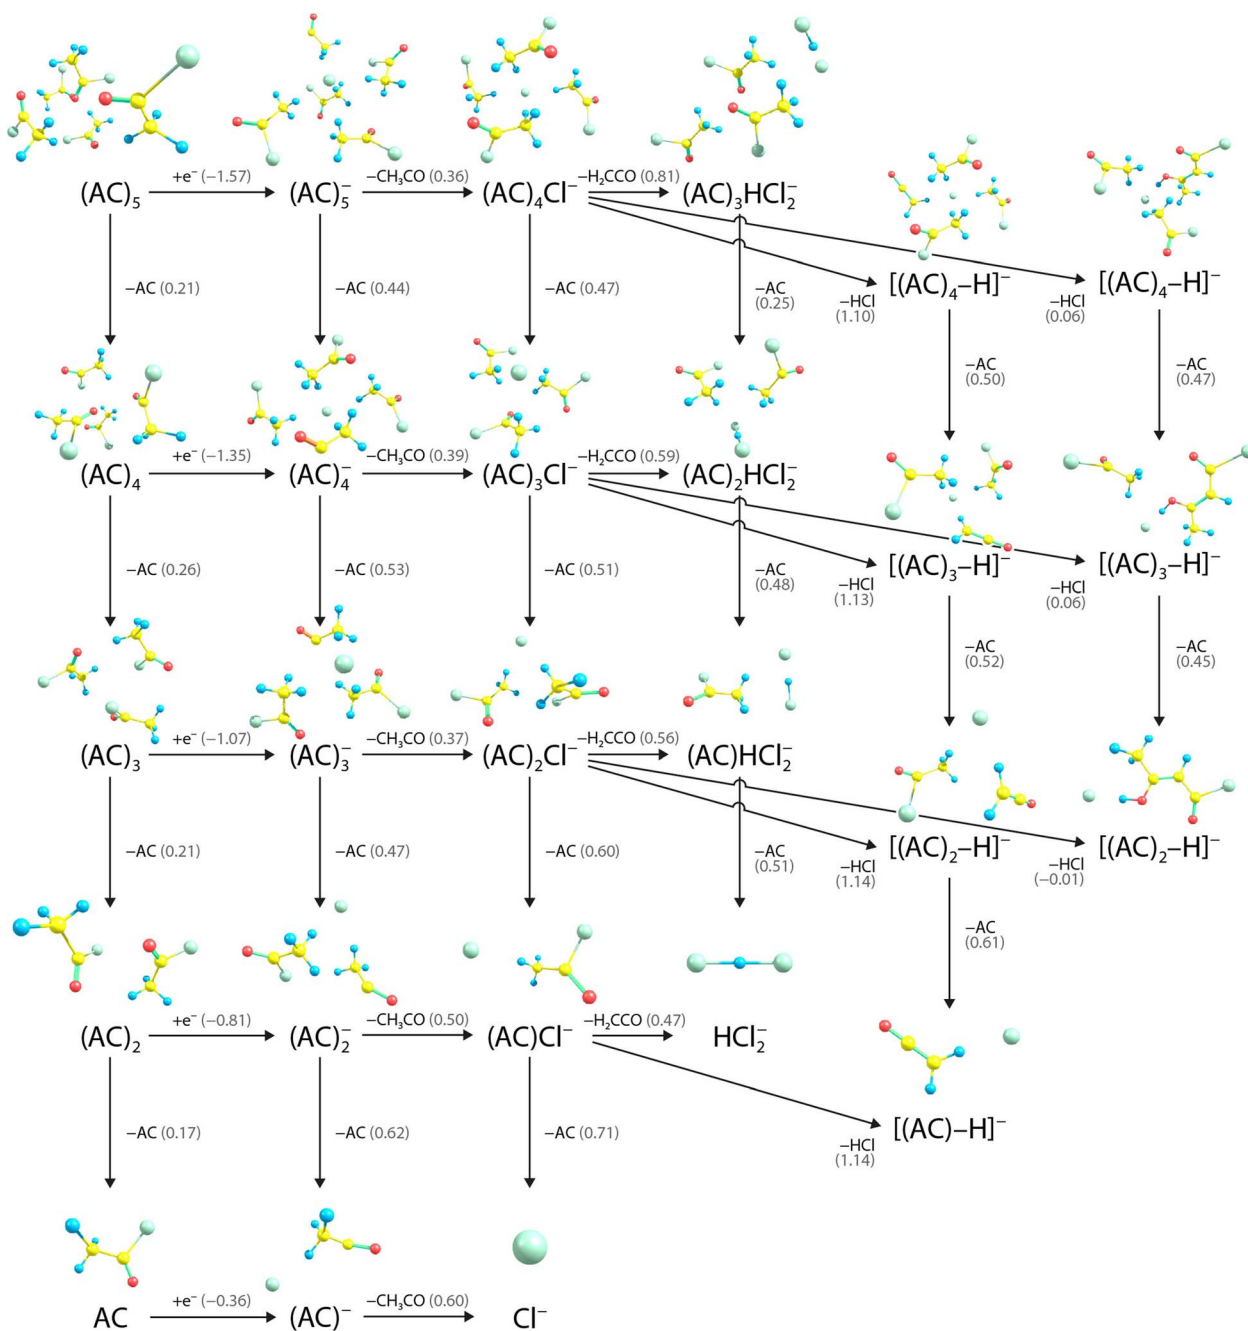 +e⁻ (−1.57) −CH₃CO (0.36) −H₂CCO (0.81)
(AC)₅ (AC)₅⁻ (AC)₄Cl⁻ (AC)₃HCl₂⁻
[(AC)₄–H]⁻ [(AC)₄–H]⁻
−AC (0.21) −AC (0.44) −AC (0.47) −AC
(0.25)
−HCl
(1.10)
−HCl
(0.06)
−AC
(0.50)
−AC
(0.47)
+e⁻ (−1.35) −CH₃CO (0.39) −H₂CCO (0.59)
(AC)₄ (AC)₄⁻ (AC)₃Cl⁻ (AC)₂HCl₂⁻
[(AC)₃–H]⁻ [(AC)₃–H]⁻
−AC (0.26) −AC (0.53) −AC (0.51) −AC
(0.48)
−HCl
(1.13)
−HCl
(0.06)
−AC
(0.52)
−AC
(0.45)
+e⁻ (−1.07) −CH₃CO (0.37) −H₂CCO (0.56)
(AC)₃ (AC)₃⁻ (AC)₂Cl⁻ (AC)HCl₂⁻
[(AC)₂–H]⁻ [(AC)₂–H]⁻
−AC (0.21) −AC (0.47) −AC (0.60) −AC
(0.51)
−HCl
(1.14)
−HCl
(−0.01)
−AC
(0.61)
+e⁻ (−0.81) −CH₃CO (0.50) −H₂CCO (0.47)
(AC)₂ (AC)₂⁻ (AC)Cl⁻ HCl₂⁻
[(AC)–H]⁻
−AC (0.17) −AC (0.62) −AC (0.71)
−HCl
(1.14)
+e⁻ (−0.36) −CH₃CO (0.60)
AC (AC)⁻ Cl⁻